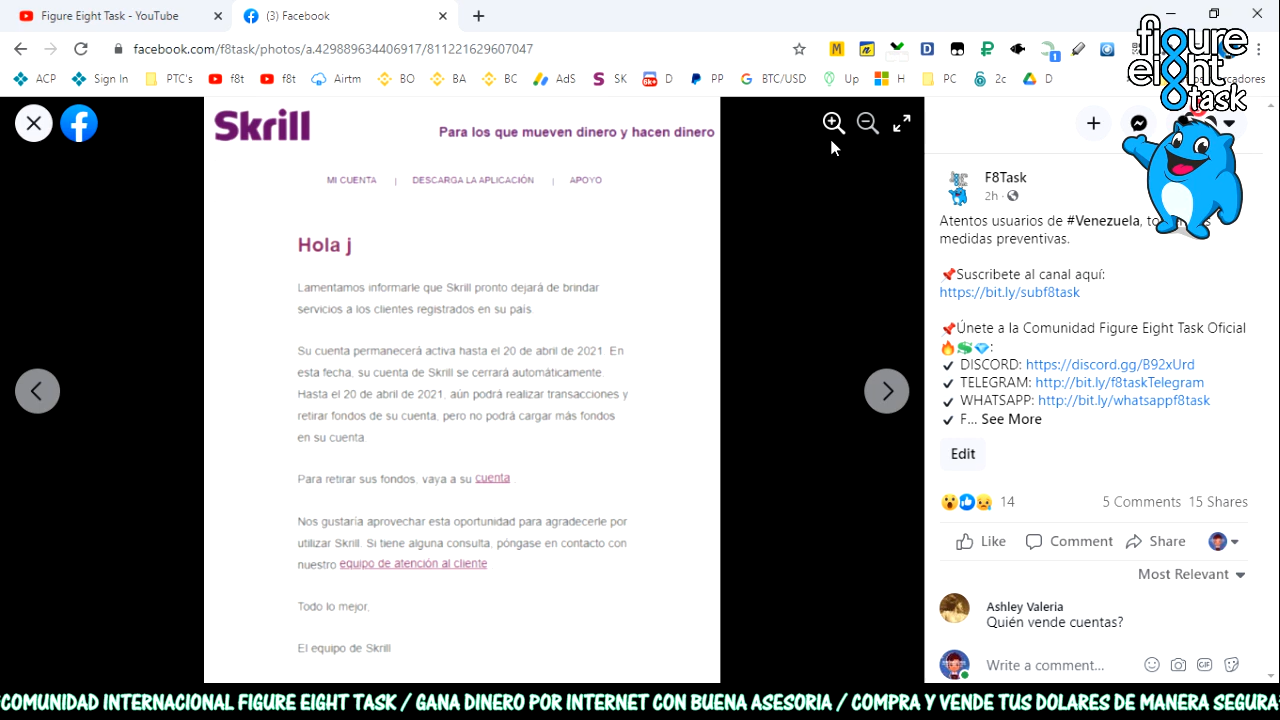 Figure Eight Task - YouTube
(3) Facebook
facebook.com/f8task/photos/a.429889634406917/811221629607047
ACP
Sign In
PTC's
f8t
f8t
Airtm
BO
BA
BC
AdS
SK
D
PP
BTC/USD
Up
H
PC
2c
D
figure
eight
task
Skrill
Para los que mueven dinero y hacen dinero
MI CUENTA | DESCARGA LA APLICACIÓN | APOYO
Hola j
Lamentamos informarle que Skrill pronto dejará de brindar
servicios a los clientes registrados en su país
Su cuenta permanecerá activa hasta el 20 de abril de 2021. En
esta fecha, su cuenta de Skrill se cerrará automáticamente.
Hasta el 20 de abril de 2021, aún podrá realizar transacciones y
retirar fondos de su cuenta, pero no podrá cargar más fondos
en su cuenta
Para retirar sus fondos, vaya a su cuenta
Nos gustaría aprovechar esta oportunidad para agradecerle por
utilizar Skrill. Si tiene alguna consulta, póngase en contacto con
nuestro equipo de atención al cliente
Todo lo mejor,
El equipo de Skrill
F8Task
2h
Atentos usuarios de #Venezuela,
medidas preventivas.
Suscribete al canal aquí:
https://bit.ly/subf8task
Únete a la Comunidad Figure Eight Task Oficial
:
DISCORD: https://discord.gg/B92xUrd
TELEGRAM: http://bit.ly/f8taskTelegram
WHATSAPP: http://bit.ly/whatsappf8task
F... See More
Edit
14
5 Comments 15 Shares
Like Comment Share
Most Relevant
Ashley Valeria
Quién vende cuentas?
Write a comment...
GIF
COMUNIDAD INTERNACIONAL FIGURE EIGHT TASK / GANA DINERO POR INTERNET CON BUENA ASESORIA / COMPRA Y VENDE TUS DOLARES DE MANERA SEGURA